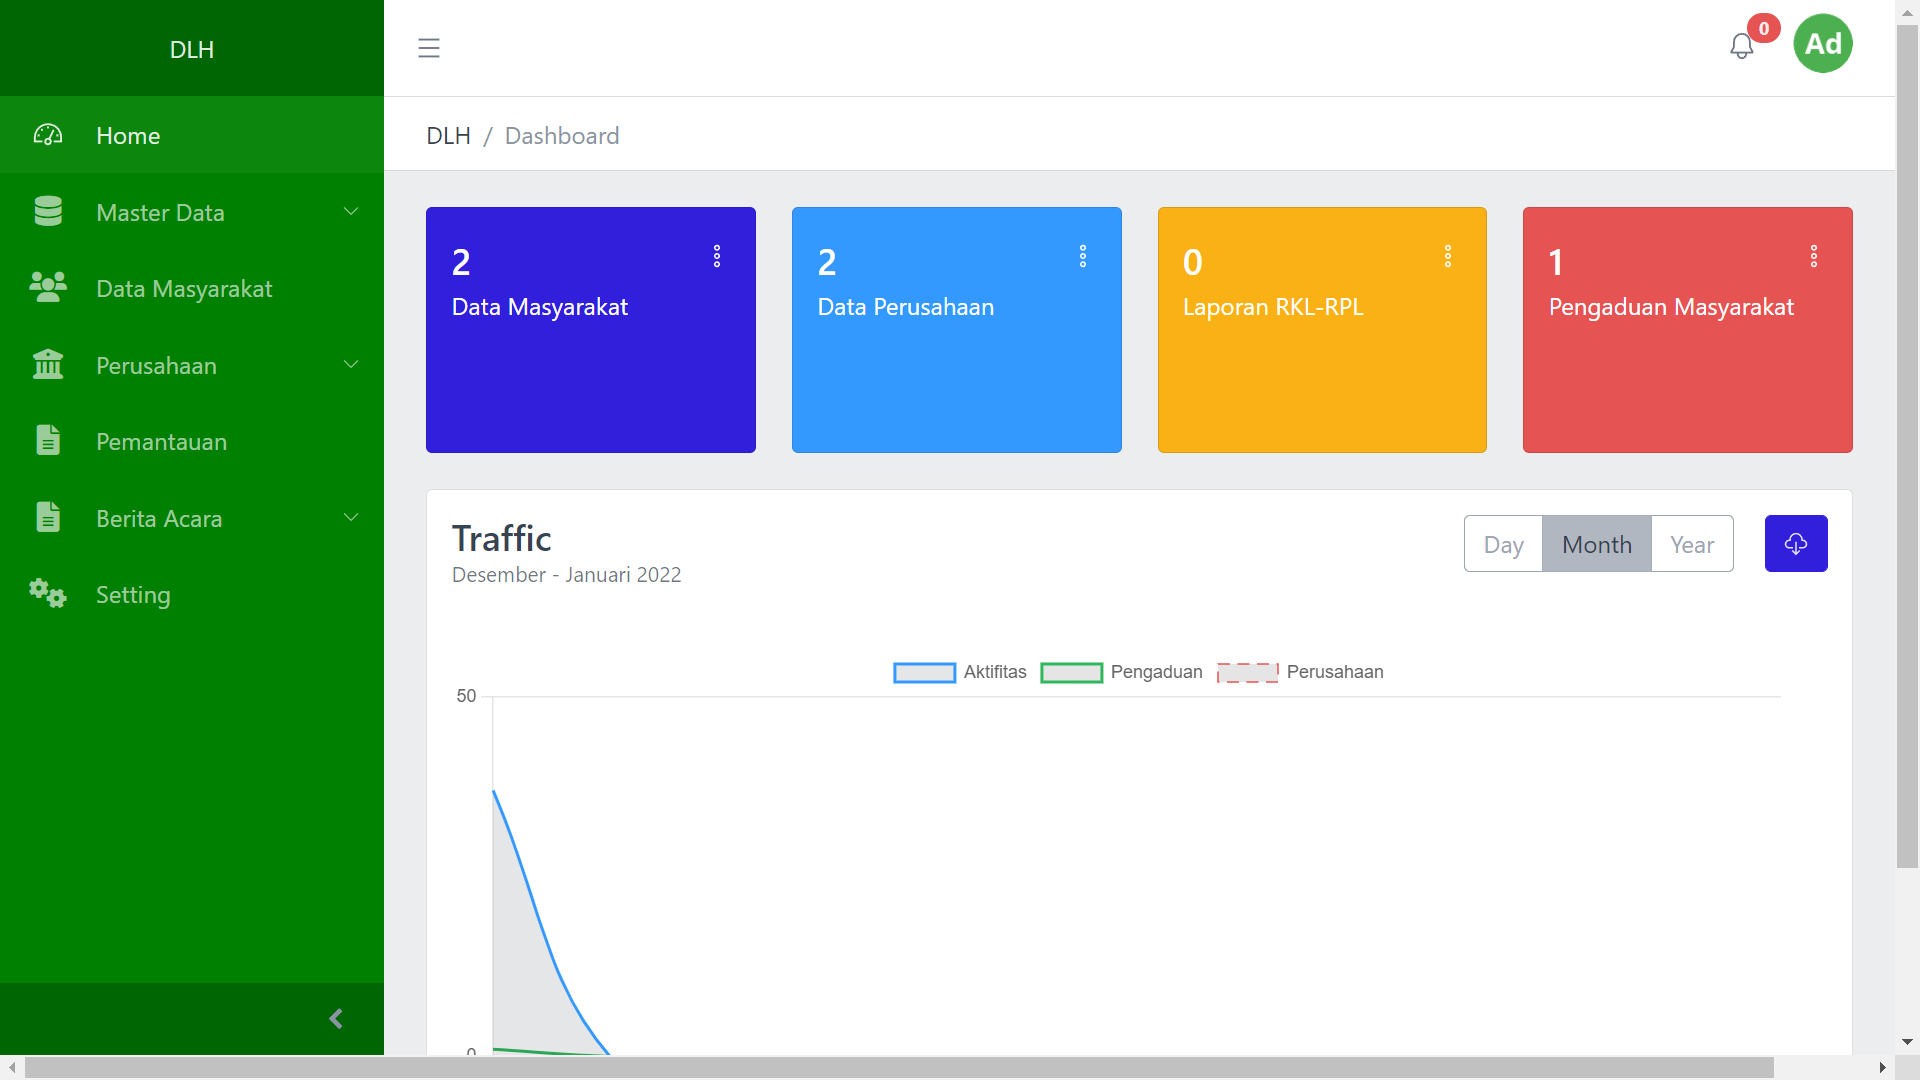 DLH
0
Ad
Home
DLH / Dashboard
Master Data
Data Masyarakat
Perusahaan
Pemantauan
Berita Acara
Setting
2
Data Masyarakat
2
Data Perusahaan
0
Laporan RKL-RPL
1
Pengaduan Masyarakat
Traffic
Desember - Januari 2022
Day Month Year
Aktifitas Pengaduan Perusahaan
50
0